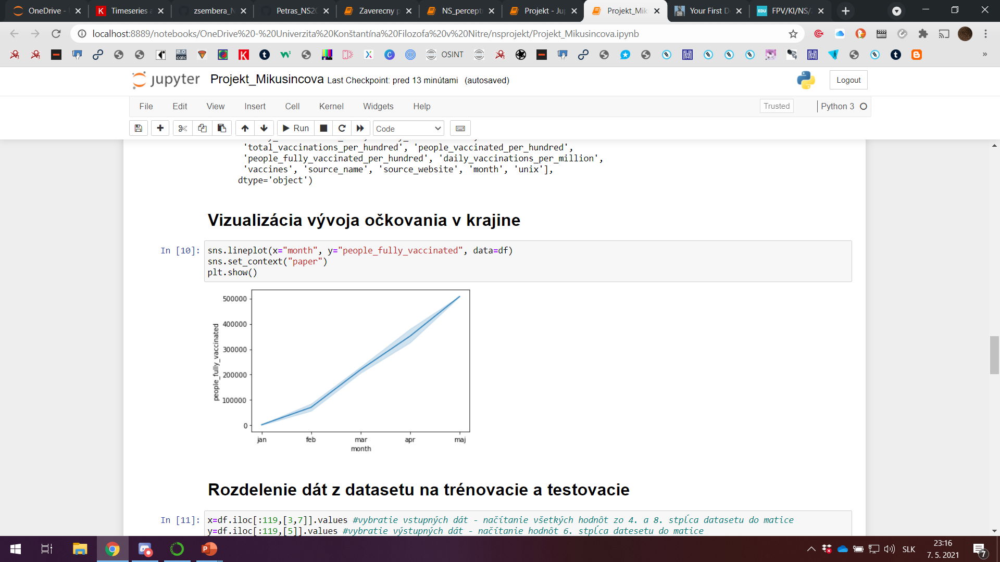 OneDrive -
Timeseries a
zsembera_N
Petras_NS20
Zaverecny p
NS_percept
Projekt - Jup
Projekt_Mik
Your First De
EDU
FPV/KI/NS/
localhost:8889/notebooks/OneDrive%20-%20Univerzita%20Konštantína%20Filozofa%20v%20Nitre/nsprojekt/Projekt_Mikusincova.ipynb
OSINT
»
jupyter
Projekt_Mikusincova Last Checkpoint: pred 13 minútami (autosaved)
Logout
File Edit View Insert Cell Kernel Widgets Help
Trusted
Python 3
Run
Code
'total_vaccinations_per_hundred', 'people_vaccinated_per_hundred',
'people_fully_vaccinated_per_hundred', 'daily_vaccinations_per_million',
'vaccines', 'source_name', 'source_website', 'month', 'unix'],
dtype='object')
Vizualizácia vývoja očkovania v krajine
In [10]:
sns.lineplot(x="month", y="people_fully_vaccinated", data=df)
sns.set_context("paper")
plt.show()
500000
400000
300000
200000
100000
0
people_fully_vaccinated
jan feb mar apr maj
month
Rozdelenie dát z datasetu na trénovacie a testovacie
In [11]:
x=df.iloc[:119,[3,7]].values #vybratie vstupných dát - načítanie všetkých hodnôt zo 4. a 8. stpĺca datasetu do matice
y=df.iloc[:119,[5]].values #vybratie výstupných dát - načítanie hodnôt 6. stpĺca datesetu do matice
SLK
23:16
7. 5. 2021
7